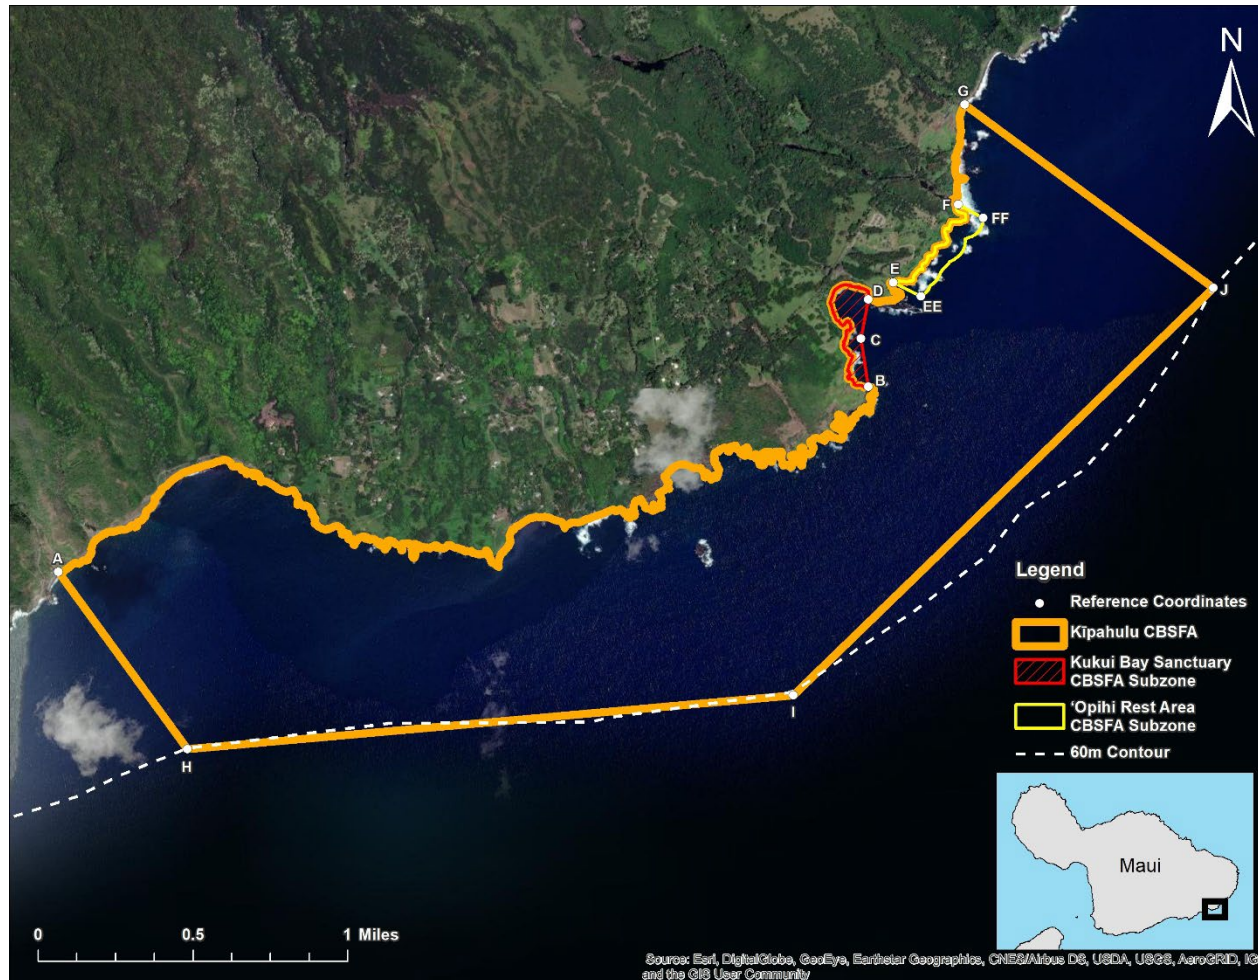 N
G
F
FF
E
D
EE
J
C
B
A
H
I
Legend
Reference Coordinates
Kīpahulu CBSFA
Kukui Bay Sanctuary
CBSFA Subzone
ʻOpihi Rest Area
CBSFA Subzone
60m Contour
Maui
0 0.5 1 Miles
Source: Esri, DigitalGlobe, GeoEye, Earthstar Geographics, CNES/Airbus DS, USDA, USGS, AeroGRID, IG
and the GIS User Community